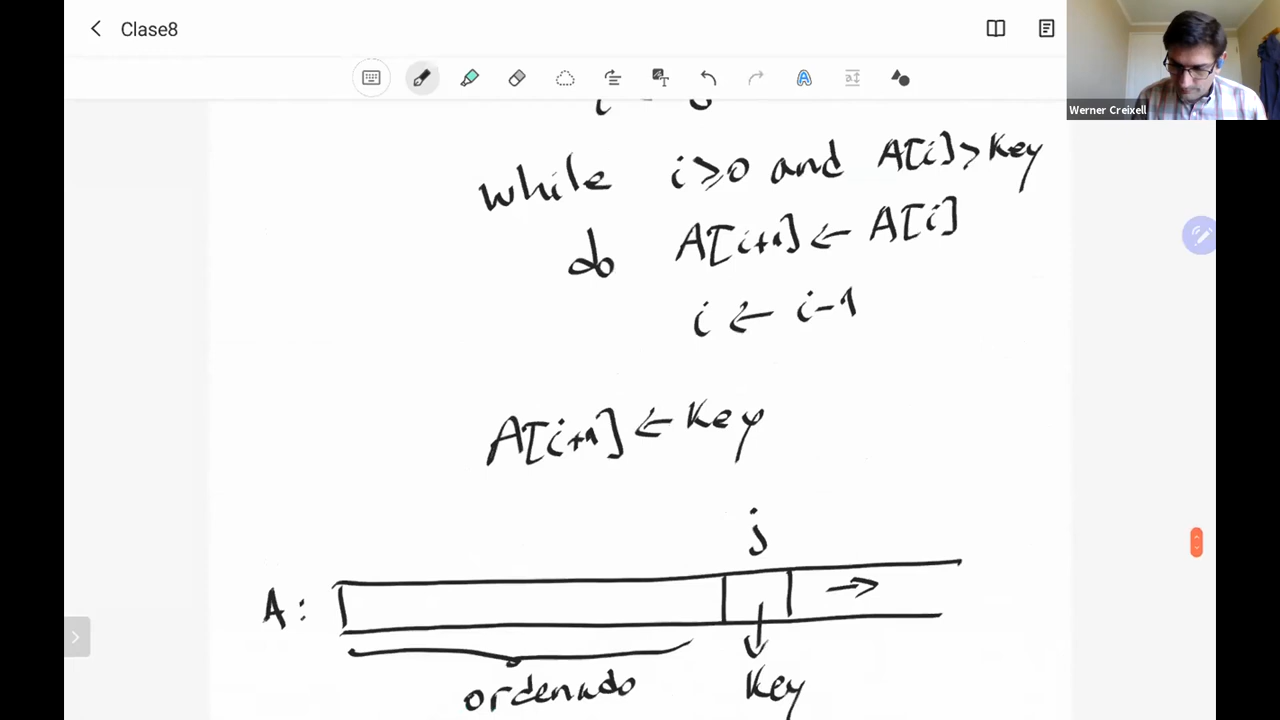 Clase8
Werner Creixell
while i≥0 and A[i]>Key
do A[i+1] ← A[i]
i ← i-1
A[i+1] ← Key
j
A: →
ordenado Key